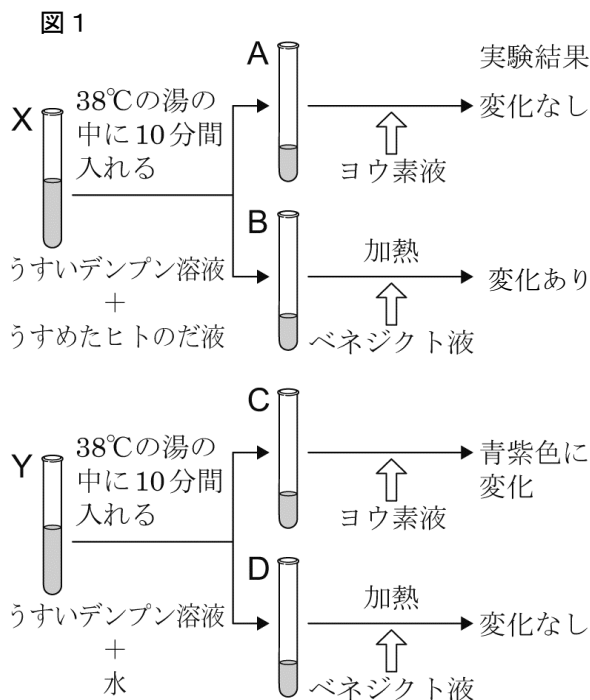 図1
実験結果
X
38℃の湯の
中に10分間
入れる
うすいデンプン溶液
+
うすめたヒトのだ液
A
ヨウ素液
変化なし
B
加熱
ベネジクト液
変化あり
Y
38℃の湯の
中に10分間
入れる
うすいデンプン溶液
+
水
C
ヨウ素液
青紫色に
変化
D
加熱
ベネジクト液
変化なし